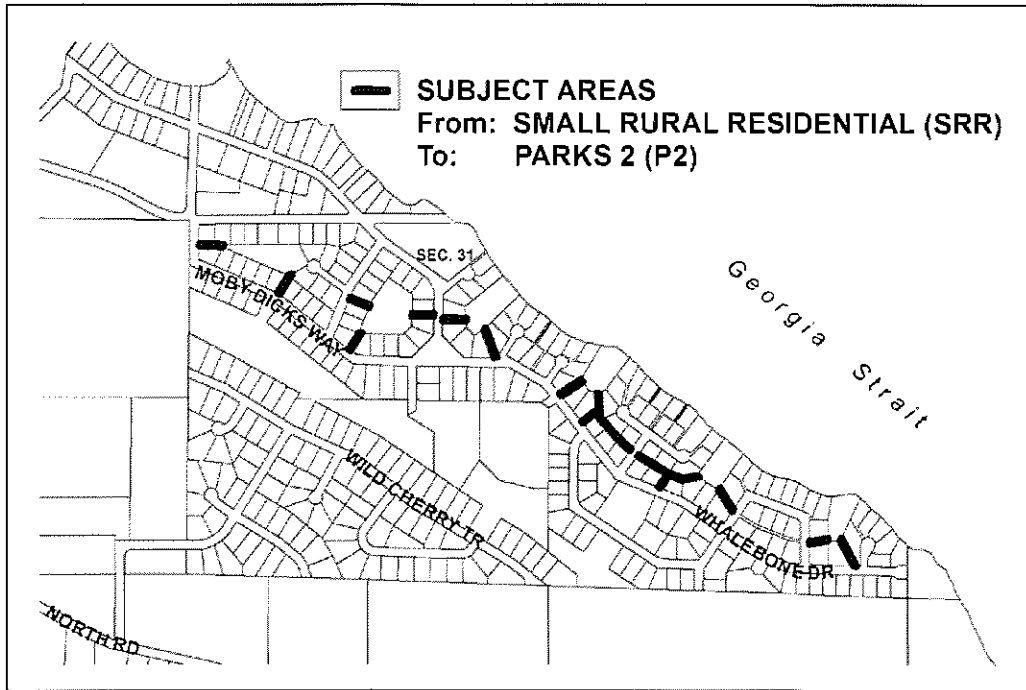 SUBJECT AREAS
From: SMALL RURAL RESIDENTIAL (SRR)
To: PARKS 2 (P2)
SEC. 31
Georgia
Strait
MOBY DICKS WAY
WILD CHERRY TR
WHALEBONE DR
NORTH RD